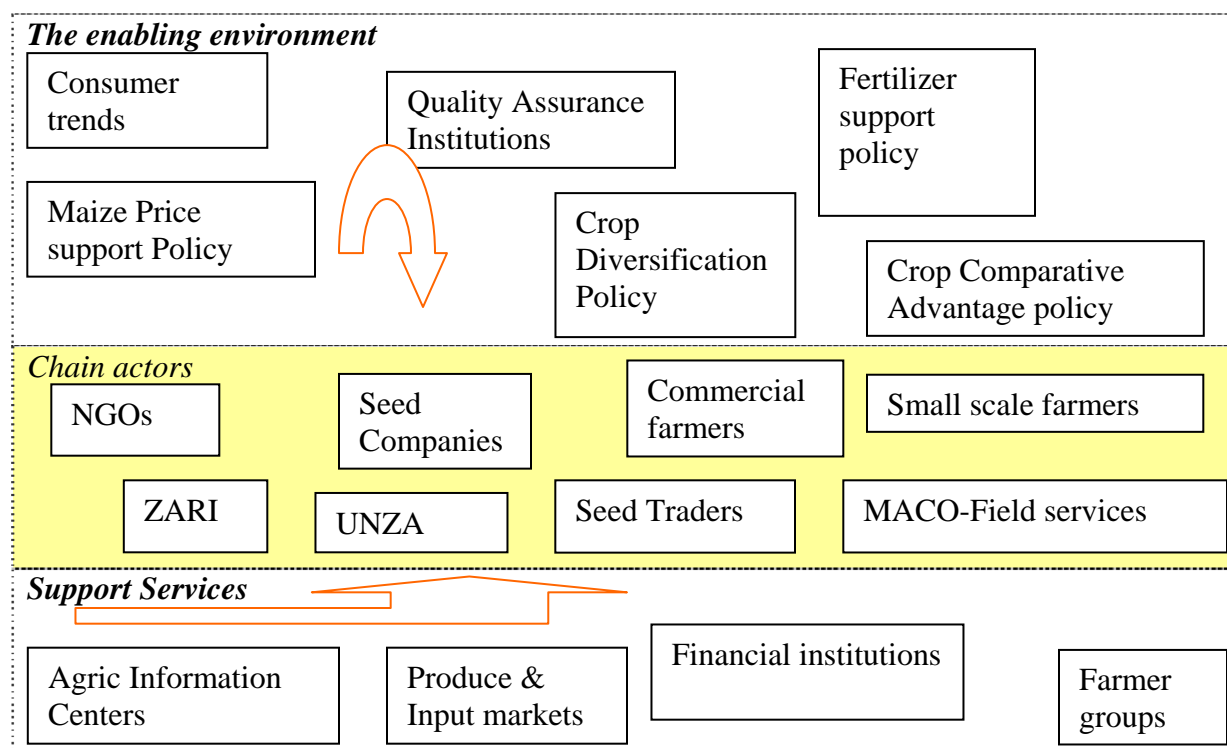 The enabling environment
Consumer
trends
Quality Assurance
Institutions
Fertilizer
support
policy
Maize Price
support Policy
Crop
Diversification
Policy
Crop Comparative
Advantage policy
Chain actors
NGOs
Seed
Companies
Commercial
farmers
Small scale farmers
ZARI
UNZA
Seed Traders
MACO-Field services
Support Services
Agric Information
Centers
Produce &
Input markets
Financial institutions
Farmer
groups